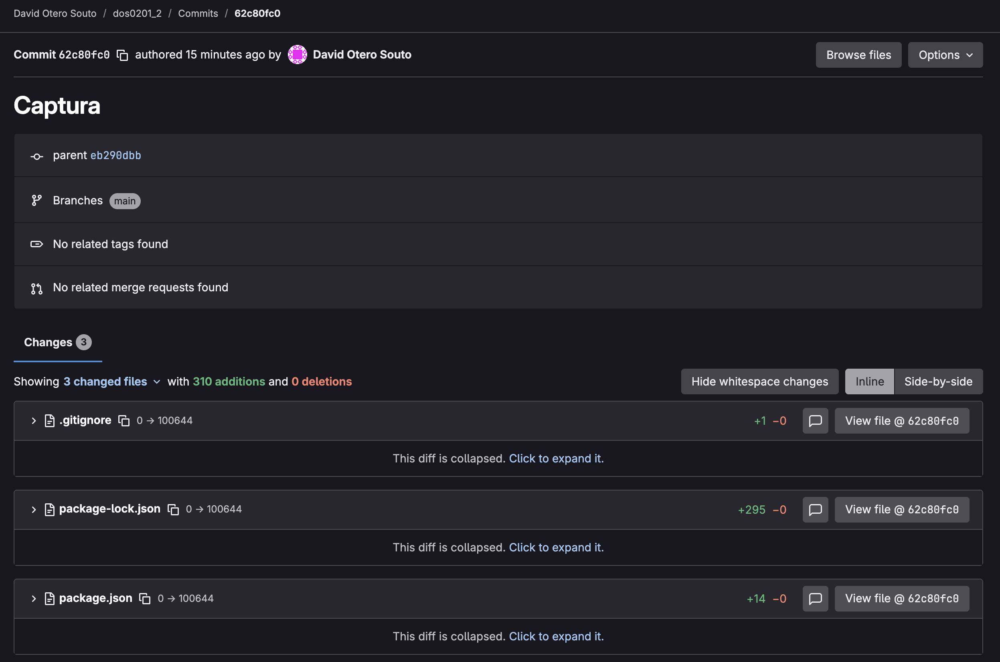 David Otero Souto / dos0201_2 / Commits / 62c80fc0
Commit 62c80fc0 authored 15 minutes ago by David Otero Souto
Browse files
Options
Captura
parent eb290dbb
Branches main
No related tags found
No related merge requests found
Changes 3
Showing 3 changed files with 310 additions and 0 deletions
Hide whitespace changes
Inline
Side-by-side
.gitignore 0 → 100644
+1 −0
View file @ 62c80fc0
This diff is collapsed. Click to expand it.
package-lock.json 0 → 100644
+295 −0
View file @ 62c80fc0
This diff is collapsed. Click to expand it.
package.json 0 → 100644
+14 −0
View file @ 62c80fc0
This diff is collapsed. Click to expand it.